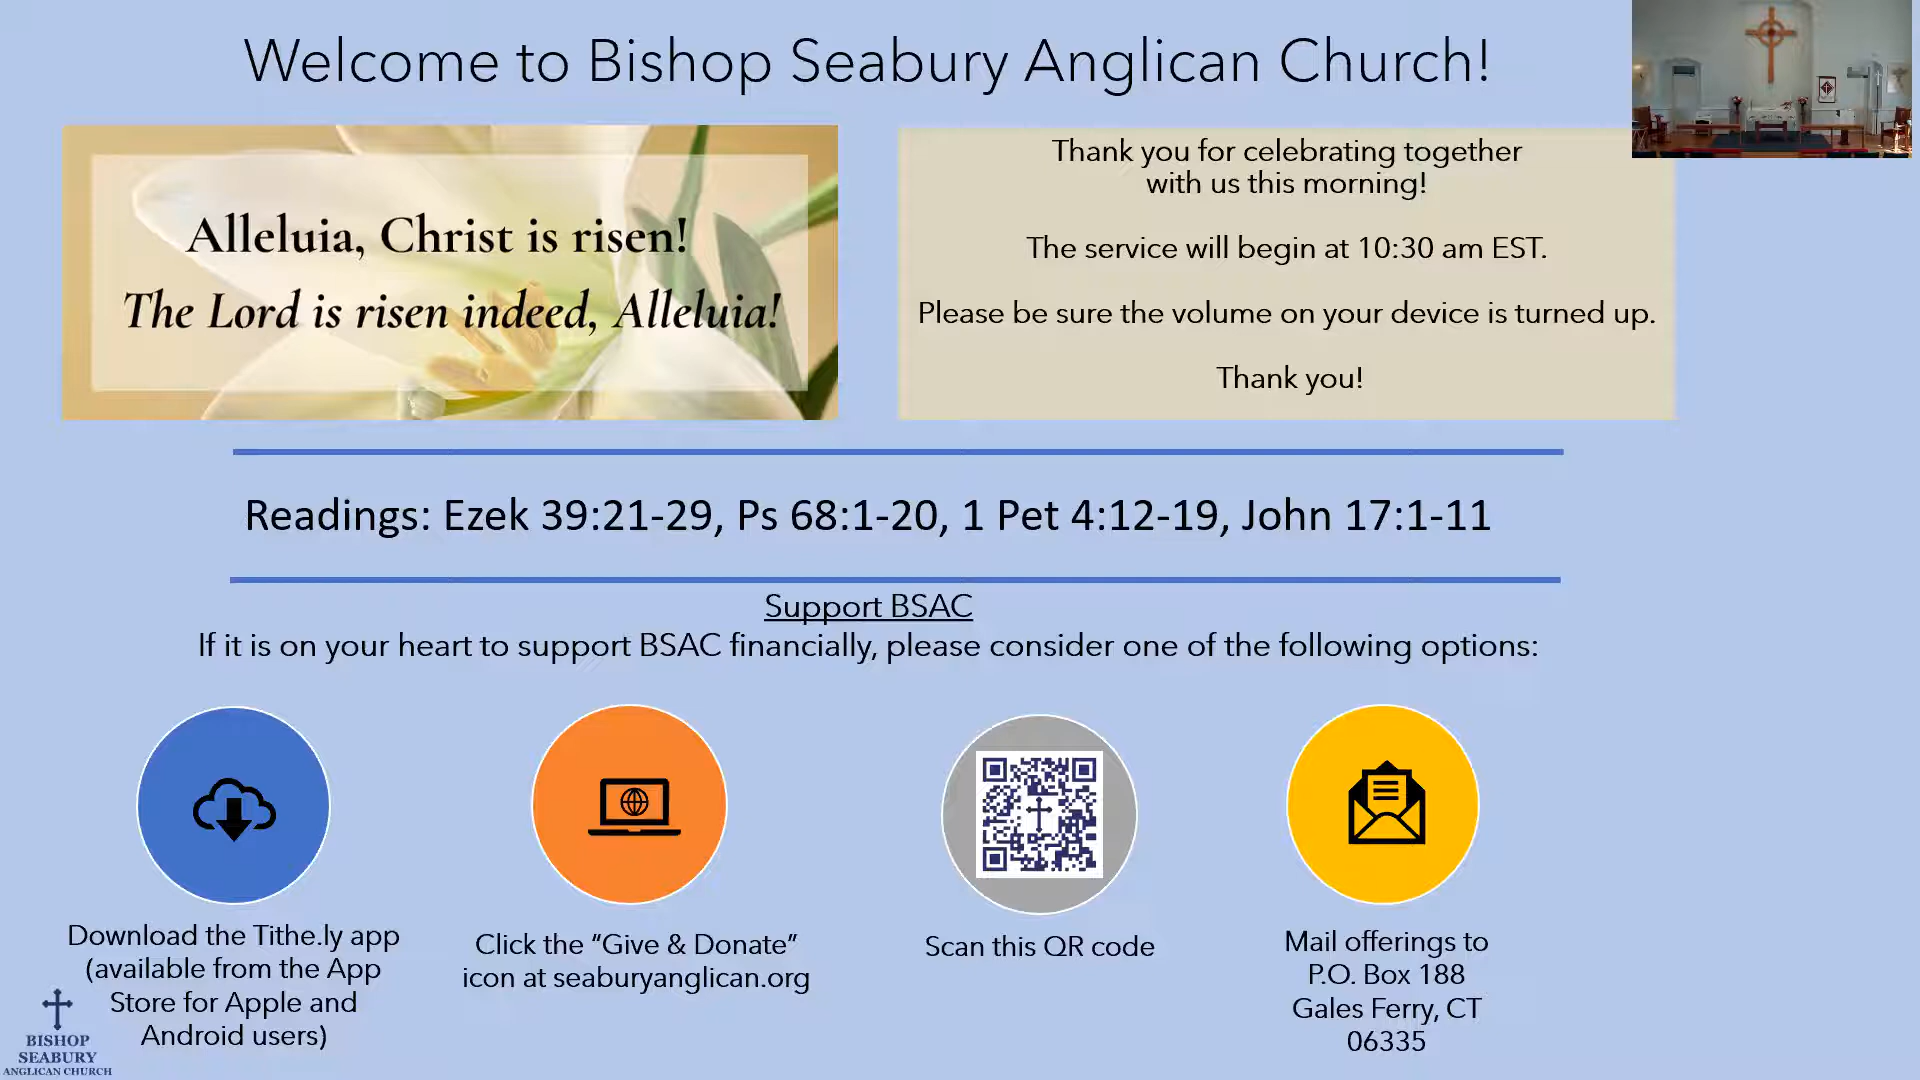 Welcome to Bishop Seabury Anglican Church!
Alleluia, Christ is risen!
The Lord is risen indeed, Alleluia!
Thank you for celebrating together
with us this morning!
The service will begin at 10:30 am EST.
Please be sure the volume on your device is turned up.
Thank you!
Readings: Ezek 39:21-29, Ps 68:1-20, 1 Pet 4:12-19, John 17:1-11
Support BSAC
If it is on your heart to support BSAC financially, please consider one of the following options:
Download the Tithe.ly app
(available from the App
Store for Apple and
Android users)
Click the “Give & Donate”
icon at seaburyanglican.org
Scan this QR code
Mail offerings to
P.O. Box 188
Gales Ferry, CT
06335
BISHOP
SEABURY
ANGLICAN CHURCH